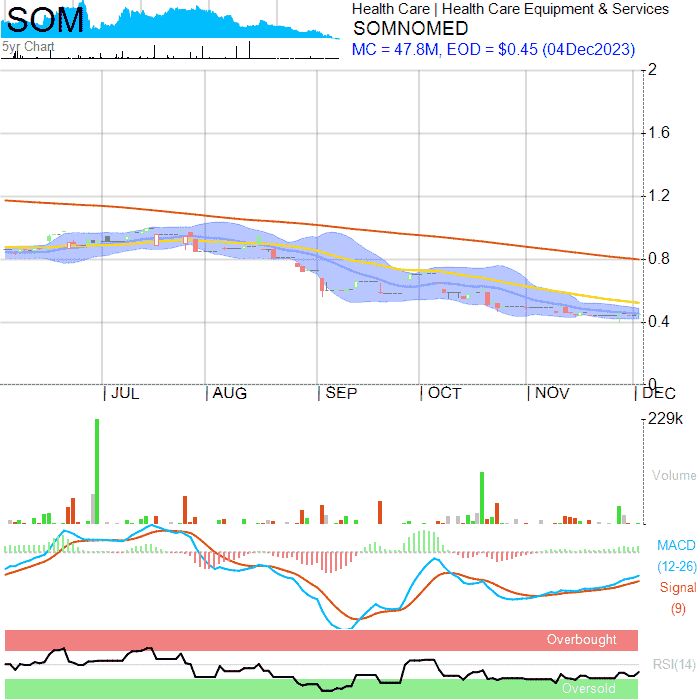 SOM
5yr Chart
Health Care | Health Care Equipment & Services
SOMNOMED
MC = 47.8M, EOD = $0.45 (04Dec2023)
2
1.6
1.2
0.8
0.4
0
JUL
AUG
SEP
OCT
NOV
DEC
229k
Volume
MACD
(12-26)
Signal
(9)
Overbought
RSI(14)
Oversold